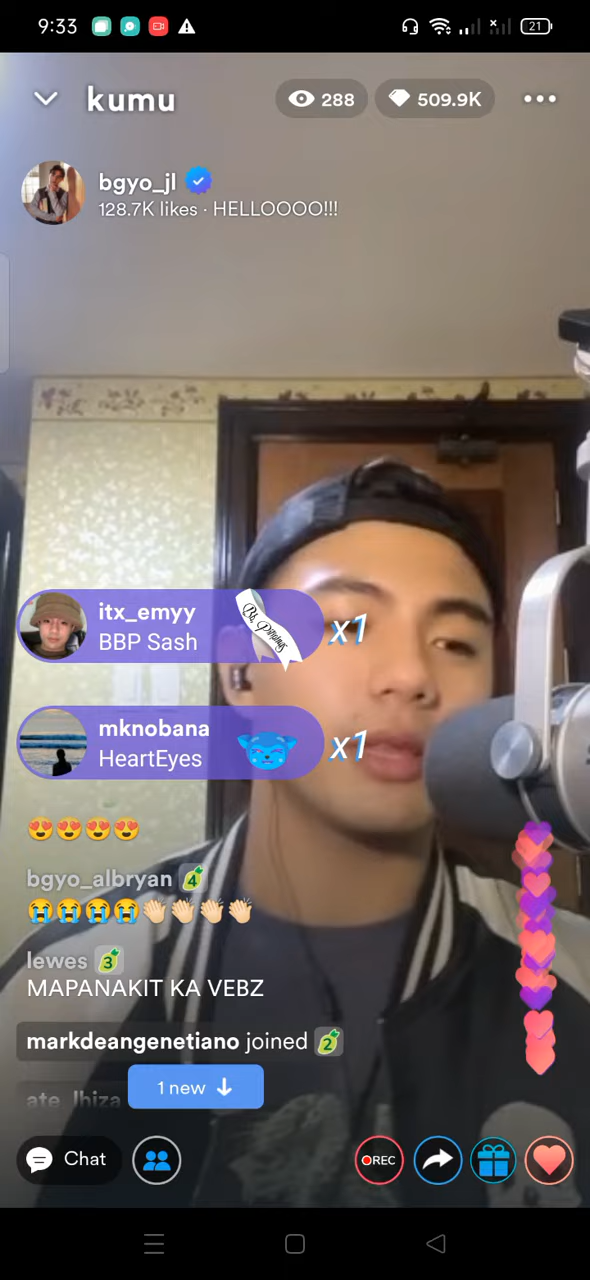 9:33
21
kumu
288
509.9K
bgyo_jl
128.7K likes · HELLOOOO!!!
itx_emyy
BBP Sash
x1
mknobana
HeartEyes
x1
bgyo_albryan 4
lewes 3
MAPANAKIT KA VEBZ
markdeangenetiano joined 2
1 new
Chat
REC